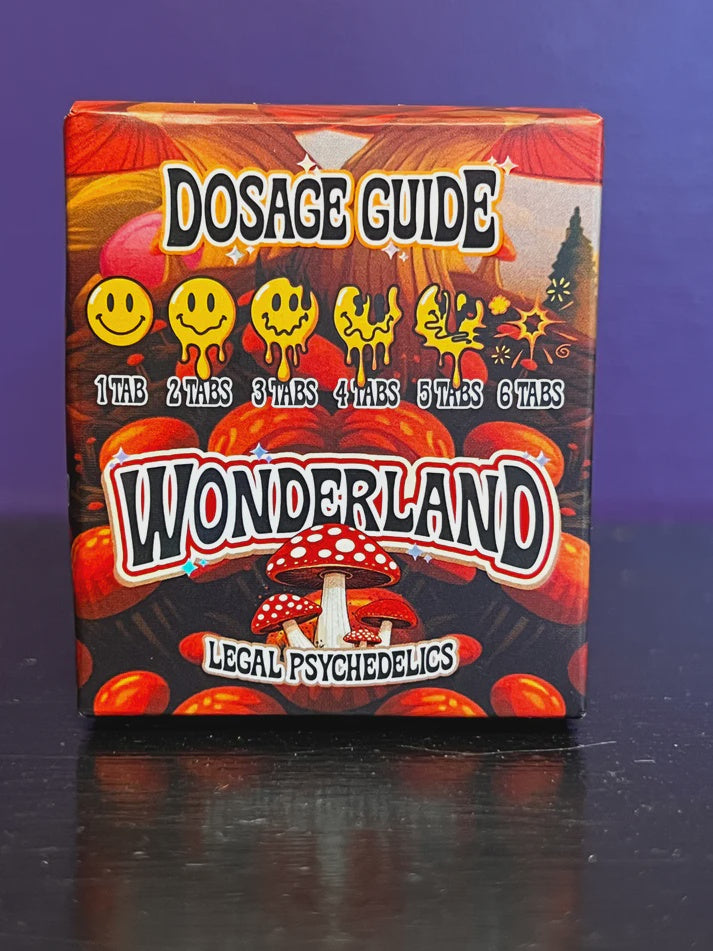 DOSAGE GUIDE
1 TAB 2 TABS 3 TABS 4 TABS 5 TABS 6 TABS
WONDERLAND
LEGAL PSYCHEDELICS